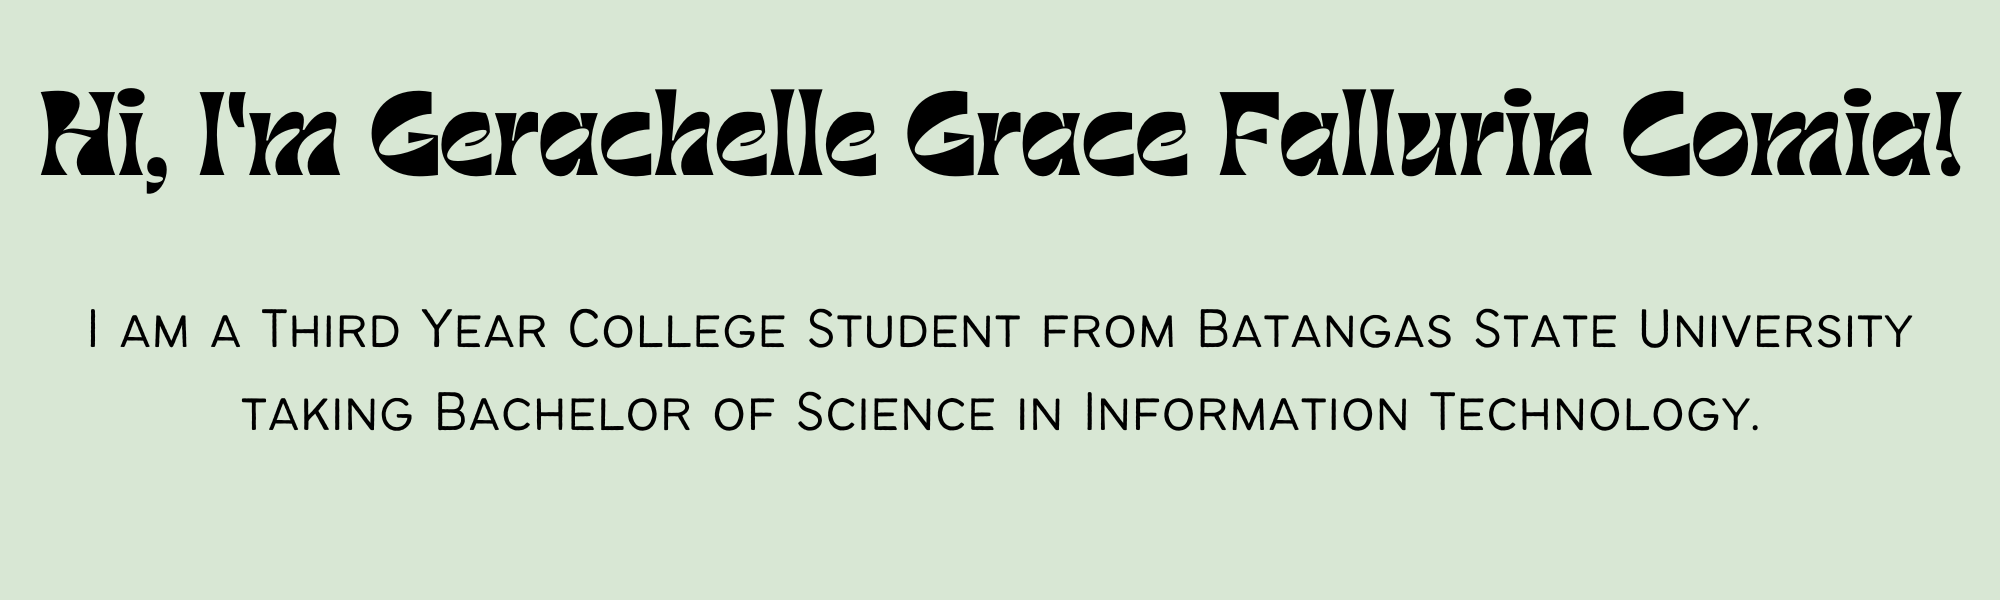 Hi, I'm Gerachelle Grace Fallurin Comia!
I am a Third Year College Student from Batangas State University
taking Bachelor of Science in Information Technology.